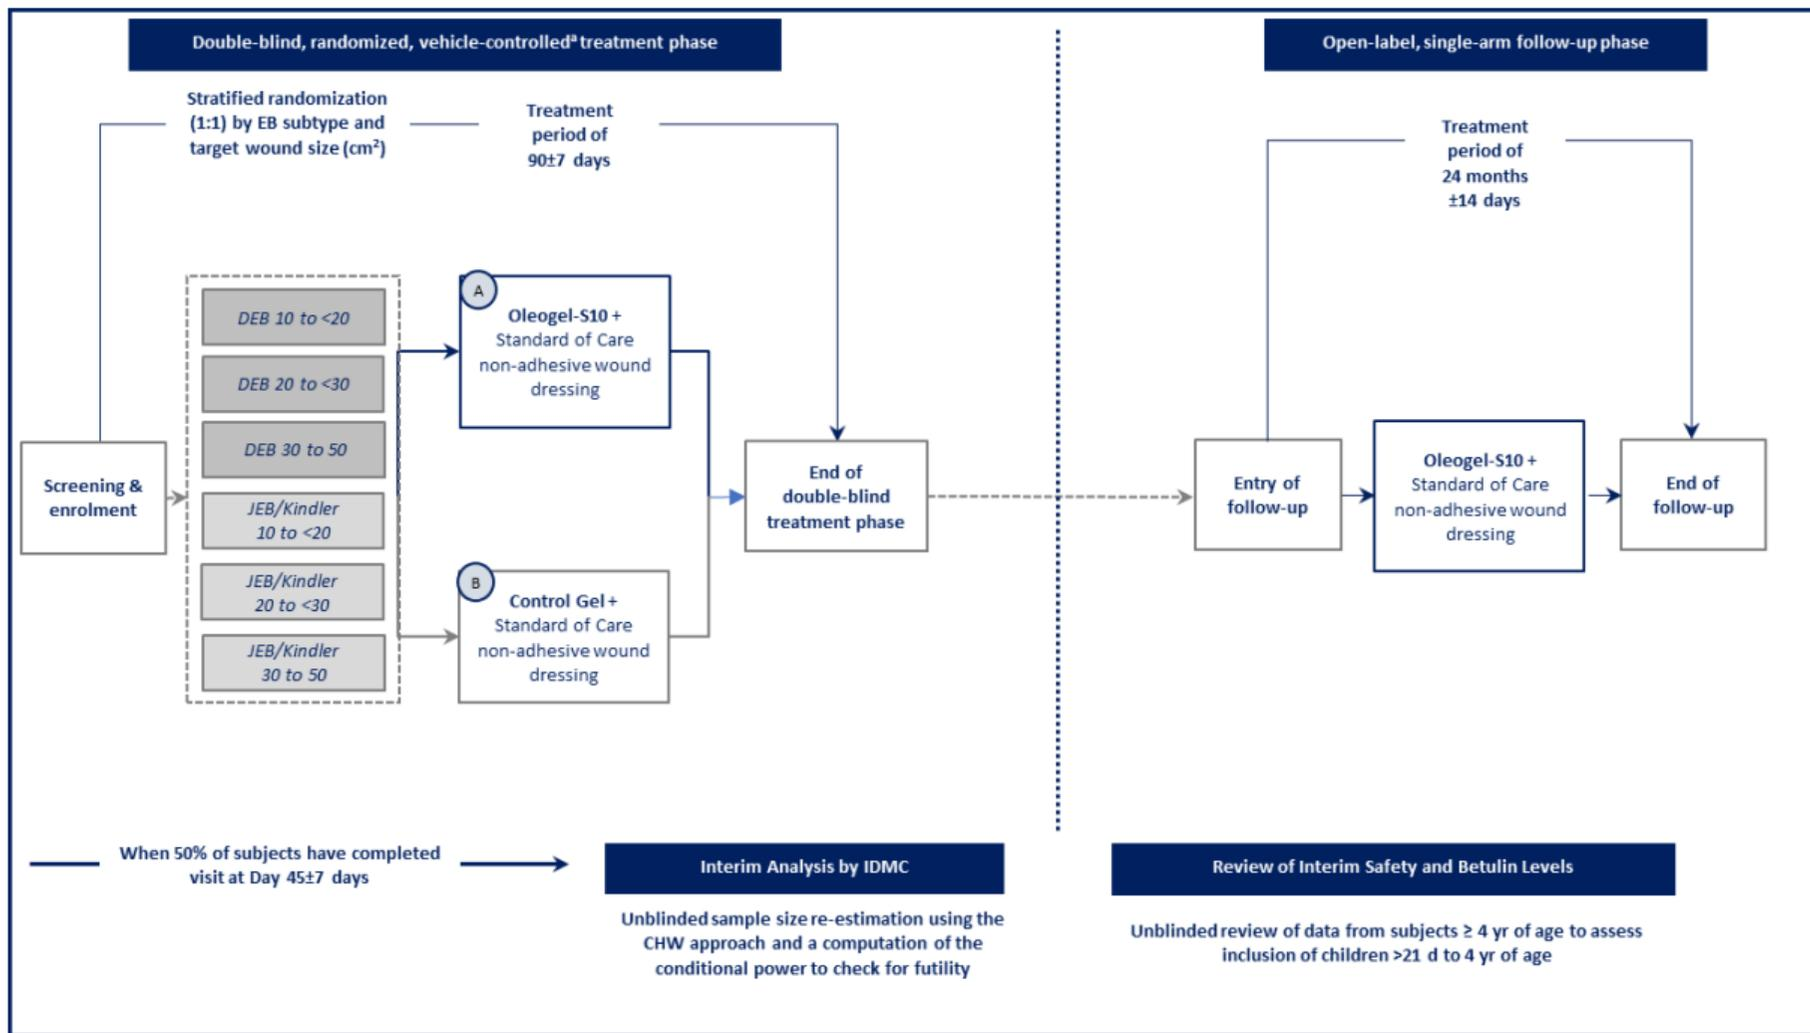 Double-blind, randomized, vehicle-controlledª treatment phase
Open-label, single-arm follow-up phase
Stratified randomization
(1:1) by EB subtype and
target wound size (cm²)
Treatment
period of
90±7 days
Treatment
period of
24 months
±14 days
DEB 10 to <20
DEB 20 to <30
DEB 30 to 50
JEB/Kindler
10 to <20
JEB/Kindler
20 to <30
JEB/Kindler
30 to 50
Screening &
enrolment
A
Oleogel-S10 +
Standard of Care
non-adhesive wound
dressing
B
Control Gel +
Standard of Care
non-adhesive wound
dressing
End of
double-blind
treatment phase
Entry of
follow-up
Oleogel-S10 +
Standard of Care
non-adhesive wound
dressing
End of
follow-up
When 50% of subjects have completed
visit at Day 45±7 days
Interim Analysis by IDMC
Unblinded sample size re-estimation using the
CHW approach and a computation of the
conditional power to check for futility
Review of Interim Safety and Betulin Levels
Unblinded review of data from subjects ≥ 4 yr of age to assess
inclusion of children >21 d to 4 yr of age